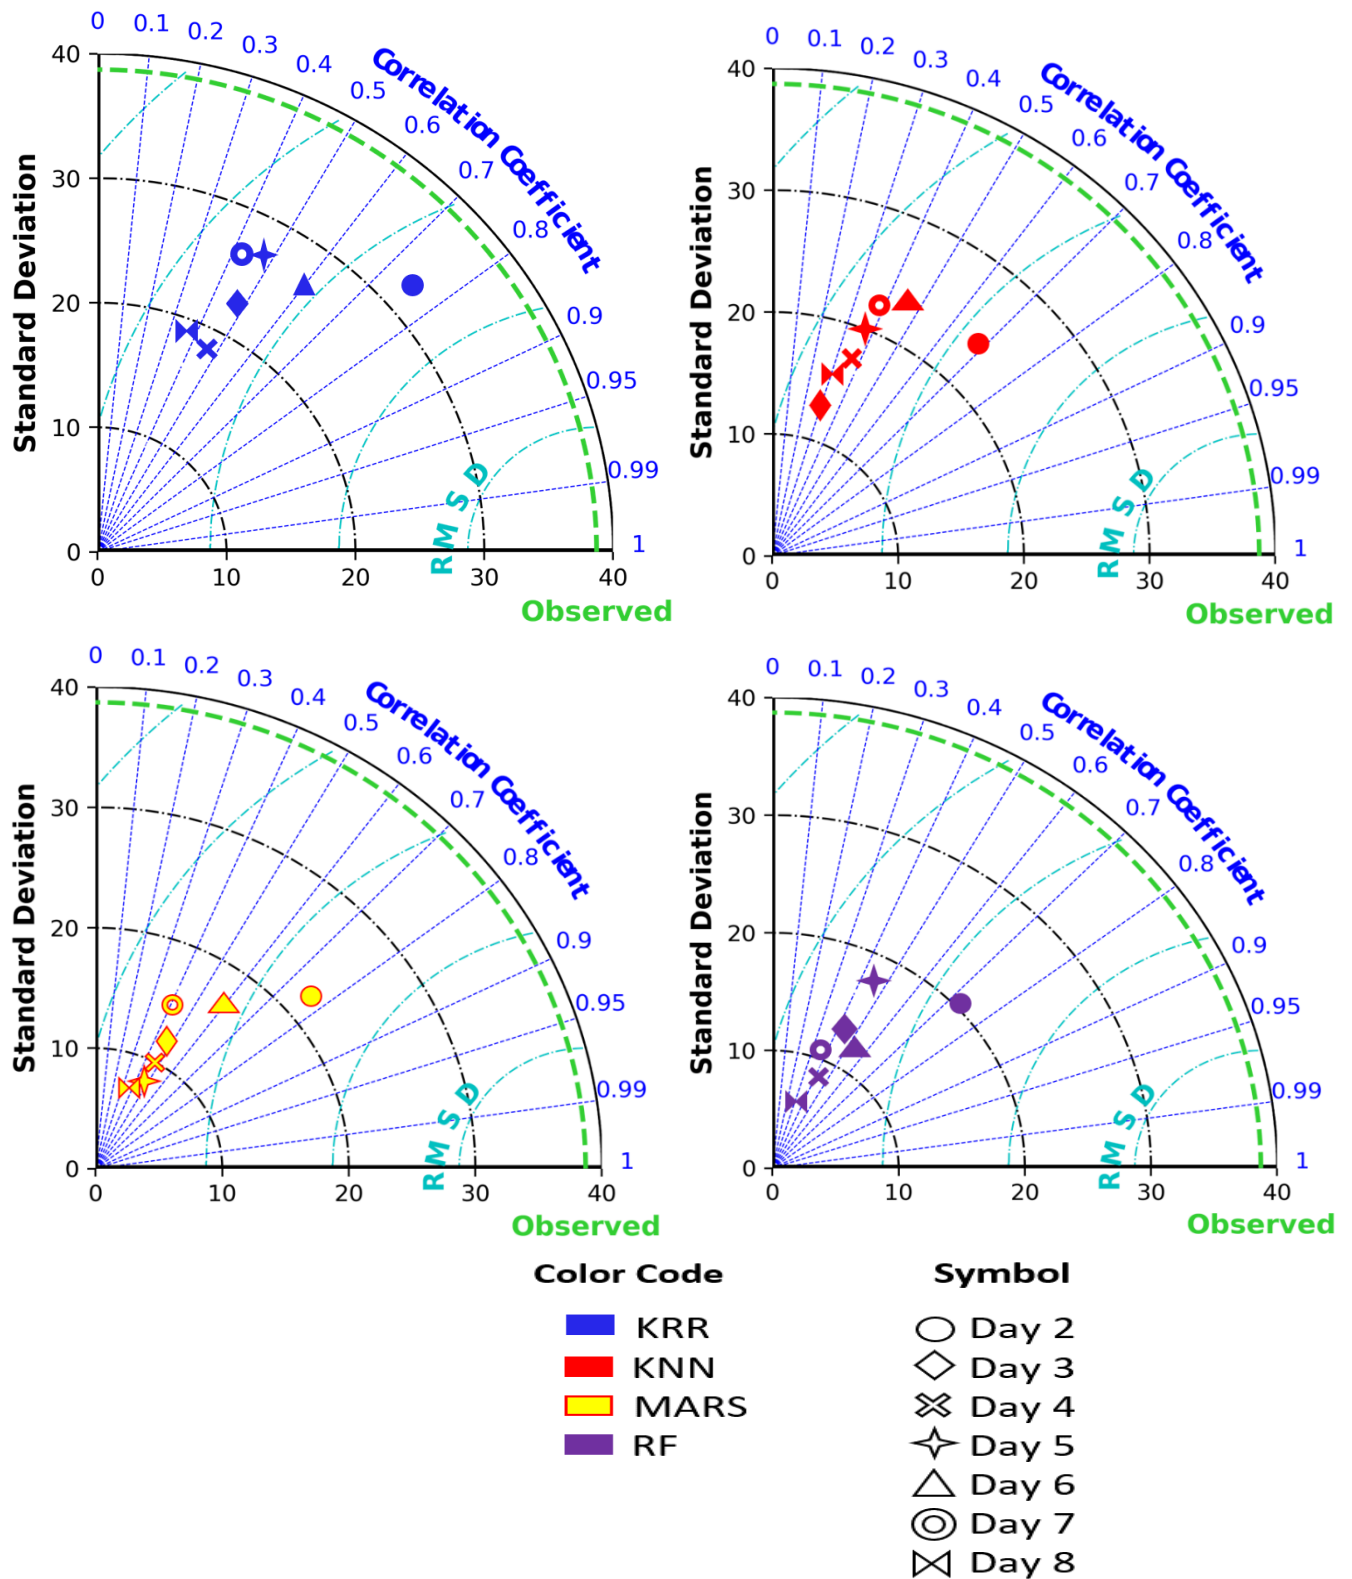 0 0.1 0.2 0.3 0.4 0.5 0.6 0.7 0.8 0.9 0.95 0.99 1
Correlation Coefficient
Standard Deviation
40
30
20
10
0
0 10 20 30 40
RMSD
Observed
0 0.1 0.2 0.3 0.4 0.5 0.6 0.7 0.8 0.9 0.95 0.99 1
Correlation Coefficient
Standard Deviation
40
30
20
10
0
0 10 20 30 40
RMSD
Observed
0 0.1 0.2 0.3 0.4 0.5 0.6 0.7 0.8 0.9 0.95 0.99 1
Correlation Coefficient
Standard Deviation
40
30
20
10
0
0 10 20 30 40
RMSD
Observed
0 0.1 0.2 0.3 0.4 0.5 0.6 0.7 0.8 0.9 0.95 0.99 1
Correlation Coefficient
Standard Deviation
40
30
20
10
0
0 10 20 30 40
RMSD
Observed
Color Code
KRR
KNN
MARS
RF
Symbol
Day 2
Day 3
Day 4
Day 5
Day 6
Day 7
Day 8